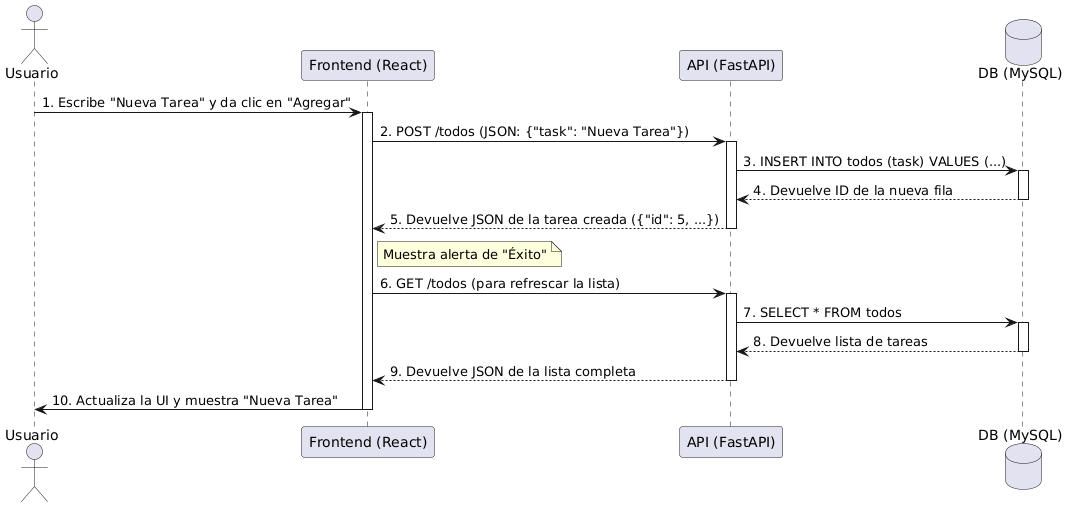 Usuario
Frontend (React)
API (FastAPI)
DB (MySQL)
1. Escribe "Nueva Tarea" y da clic en "Agregar"
2. POST /todos (JSON: {"task": "Nueva Tarea"})
3. INSERT INTO todos (task) VALUES (...)
4. Devuelve ID de la nueva fila
5. Devuelve JSON de la tarea creada ({"id": 5, ...})
Muestra alerta de "Éxito"
6. GET /todos (para refrescar la lista)
7. SELECT * FROM todos
8. Devuelve lista de tareas
9. Devuelve JSON de la lista completa
10. Actualiza la UI y muestra "Nueva Tarea"
Usuario
Frontend (React)
API (FastAPI)
DB (MySQL)